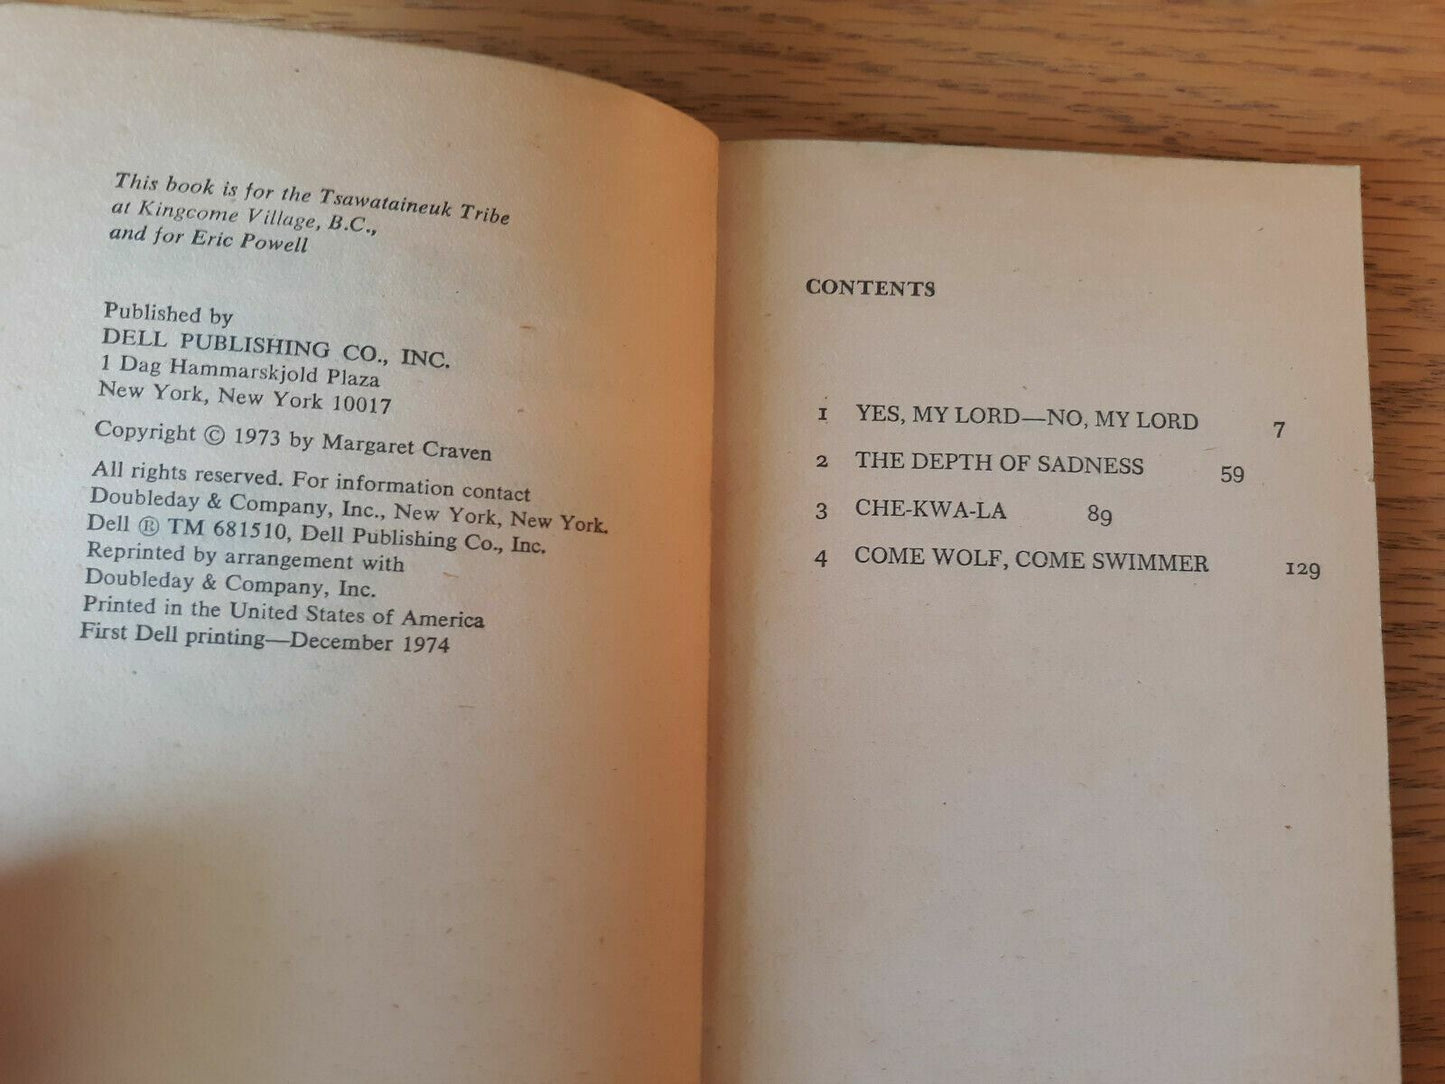 This book is for the Tsawataineuk Tribe
at Kingcome Village, B.C.,
and for Eric Powell
Published by
DELL PUBLISHING CO., INC.
1 Dag Hammarskjold Plaza
New York, New York 10017
Copyright © 1973 by Margaret Craven
All rights reserved. For information contact
Doubleday & Company, Inc., New York, New York.
Dell ® TM 681510, Dell Publishing Co., Inc.
Reprinted by arrangement with
Doubleday & Company, Inc.
Printed in the United States of America
First Dell printing—December 1974
CONTENTS
1 YES, MY LORD—NO, MY LORD 7
2 THE DEPTH OF SADNESS 59
3 CHE-KWA-LA 89
4 COME WOLF, COME SWIMMER 129